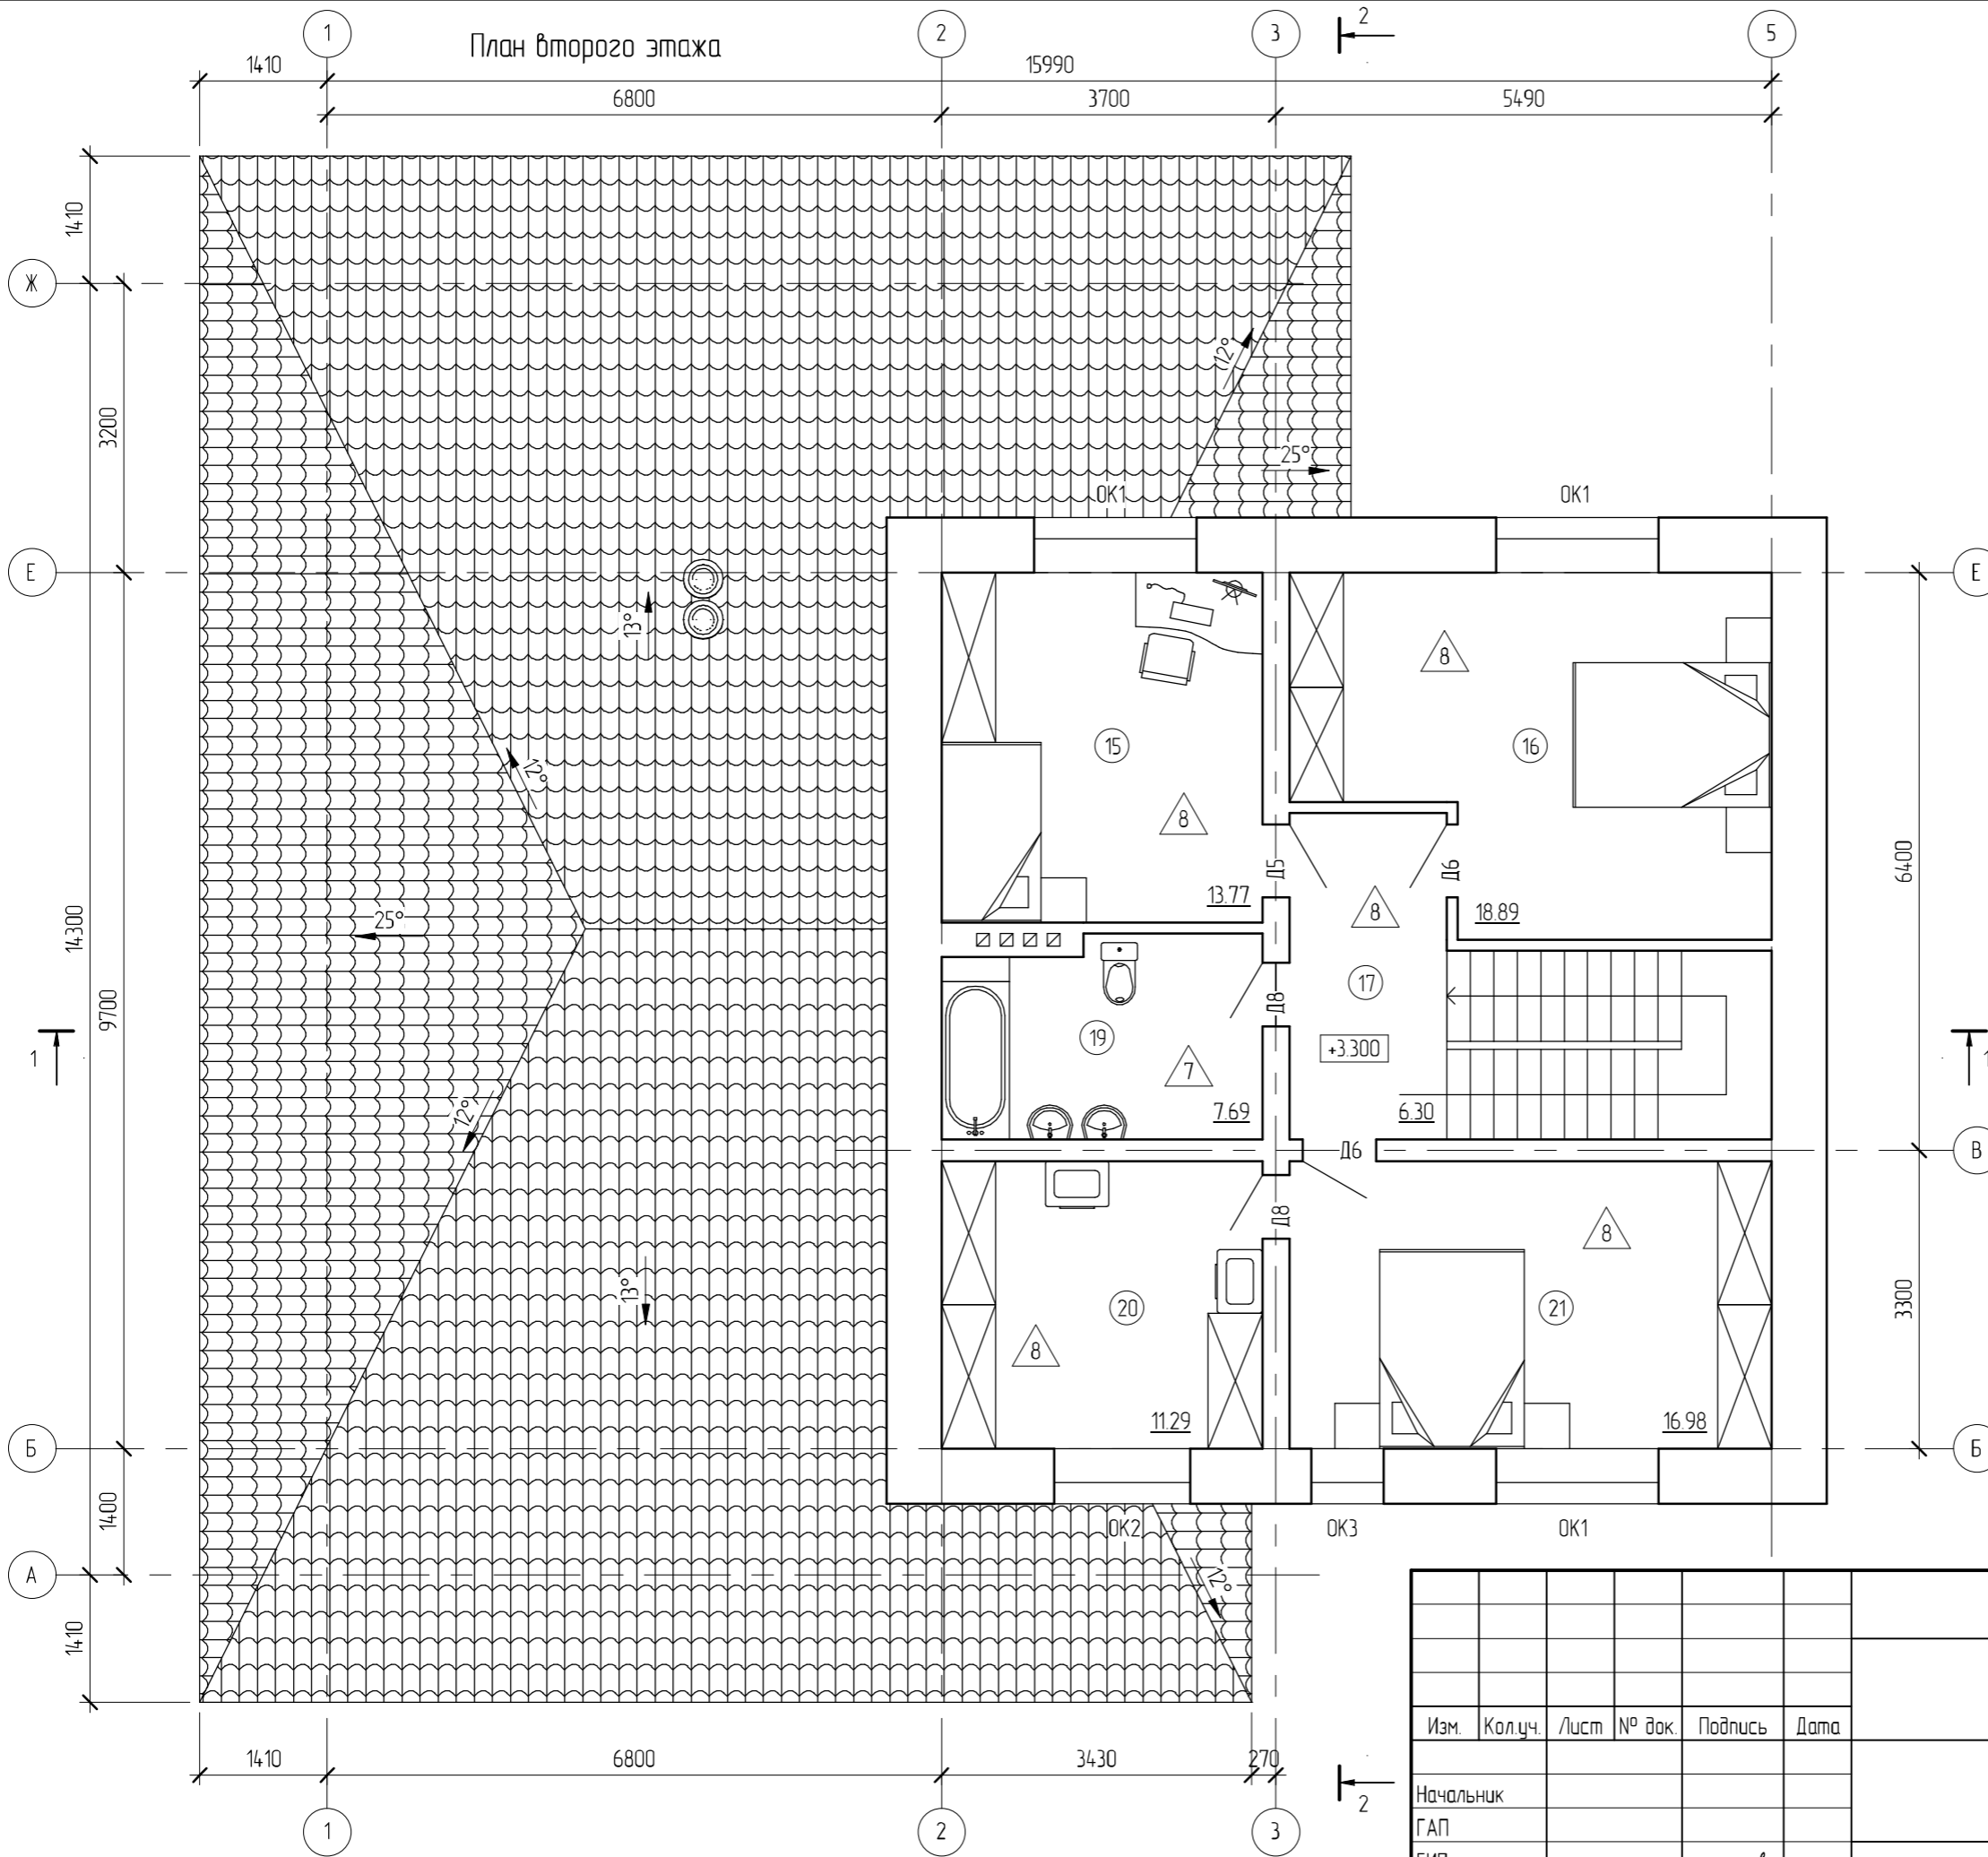 План второго этажа
1
2
3
2
5
1410
15990
6800
3700
5490
1410
Ж
12°
3200
25°
ОК1
ОК1
Е
Е
13°
8
15
16
12°
8
Д5
Д6
6400
13.77
8
18.89
14300
25°
17
9700
Д8
1
19
+3.300
1
7
7.69
6.30
12°
Д6
В
Д8
8
13°
20
21
3300
8
11.29
16.98
Б
Б
1400
ОК2
ОК3
ОК1
А
12°
1410
Изм.
Кол.уч.
Лист
№ док.
Подпись
Дата
1410
6800
3430
270
2
Начальник
1
2
3
ГАП